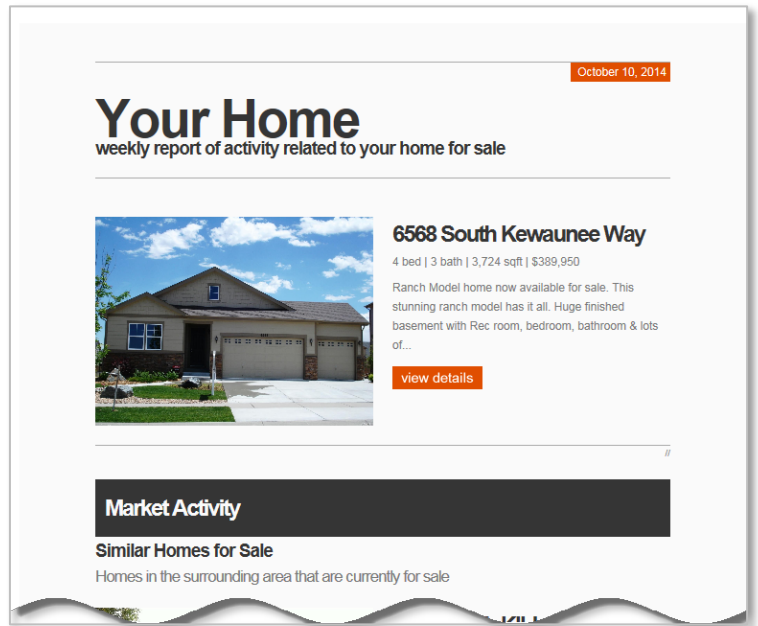 October 10, 2014
Your Home
weekly report of activity related to your home for sale
6568 South Kewaunee Way
4 bed | 3 bath | 3,724 sqft | $389,950
Ranch Model home now available for sale. This
stunning ranch model has it all. Huge finished
basement with Rec room, bedroom, bathroom & lots
of...
view details
//
Market Activity
Similar Homes for Sale
Homes in the surrounding area that are currently for sale